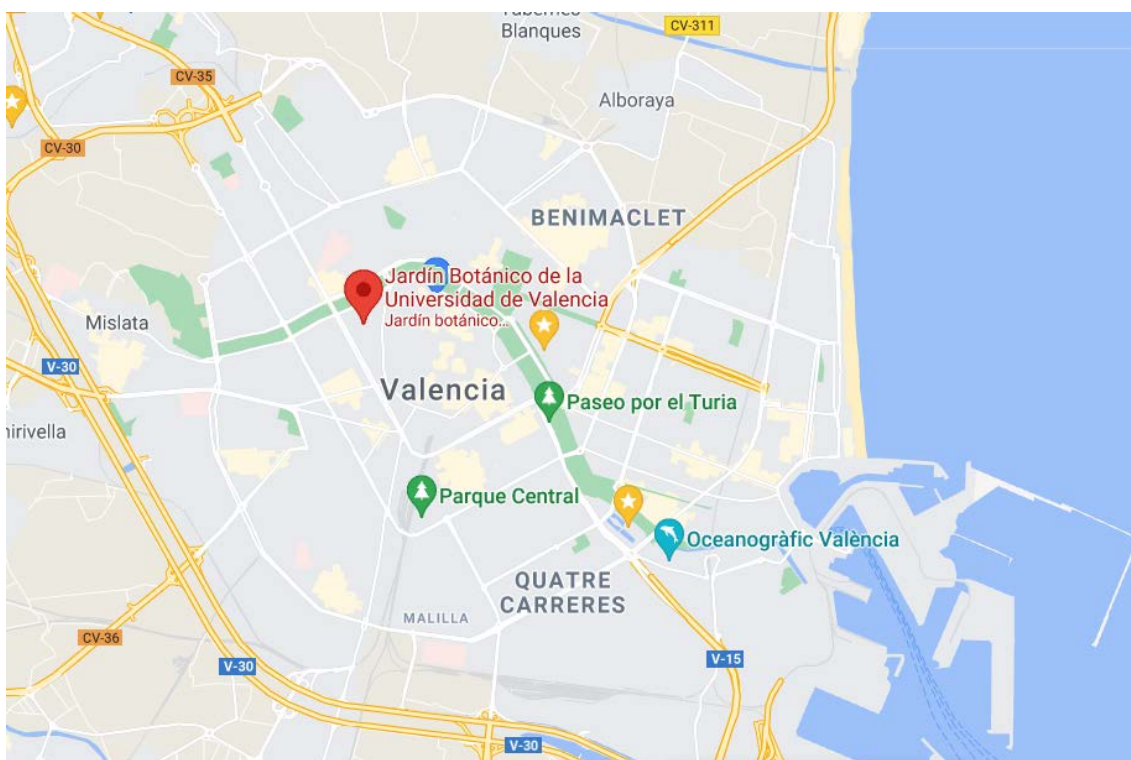 Blanques
CV-311
CV-35
Alboraya
CV-30
BENIMACLET
Jardín Botánico de la
Universidad de Valencia
Jardín botánico...
Mislata
V-30
Valencia
Paseo por el Turia
Parque Central
Oceanogràfic València
QUATRE
CARRERES
MALILLA
CV-36
V-30
V-15
V-30